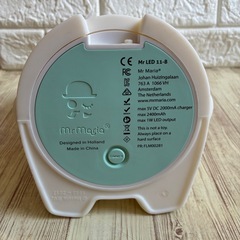 Mr LED 11-8
Mr Maria®
Johan Huizingalaan
763 A 1066 VH
Amsterdam
The Netherlands
www.mrmaria.com
max 5V DC 2000mA charger
max 2400mAh
max 1W LED output
This is not a toy.
Always place on a
hard surface
mrmaria
Designed in Holland
Made in China